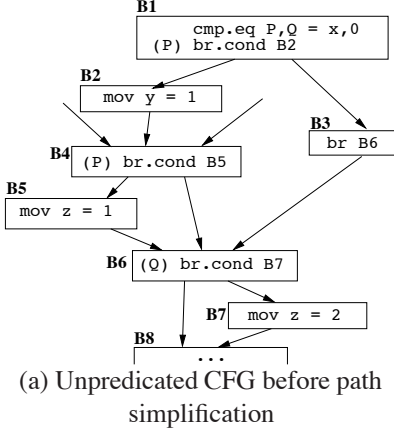 B1
cmp.eq P,Q = x,0
(P) br.cond B2
B2
mov y = 1
B3
br B6
B4
(P) br.cond B5
B5
mov z = 1
B6
(Q) br.cond B7
B7
mov z = 2
B8
...
(a) Unpredicated CFG before path
simplification